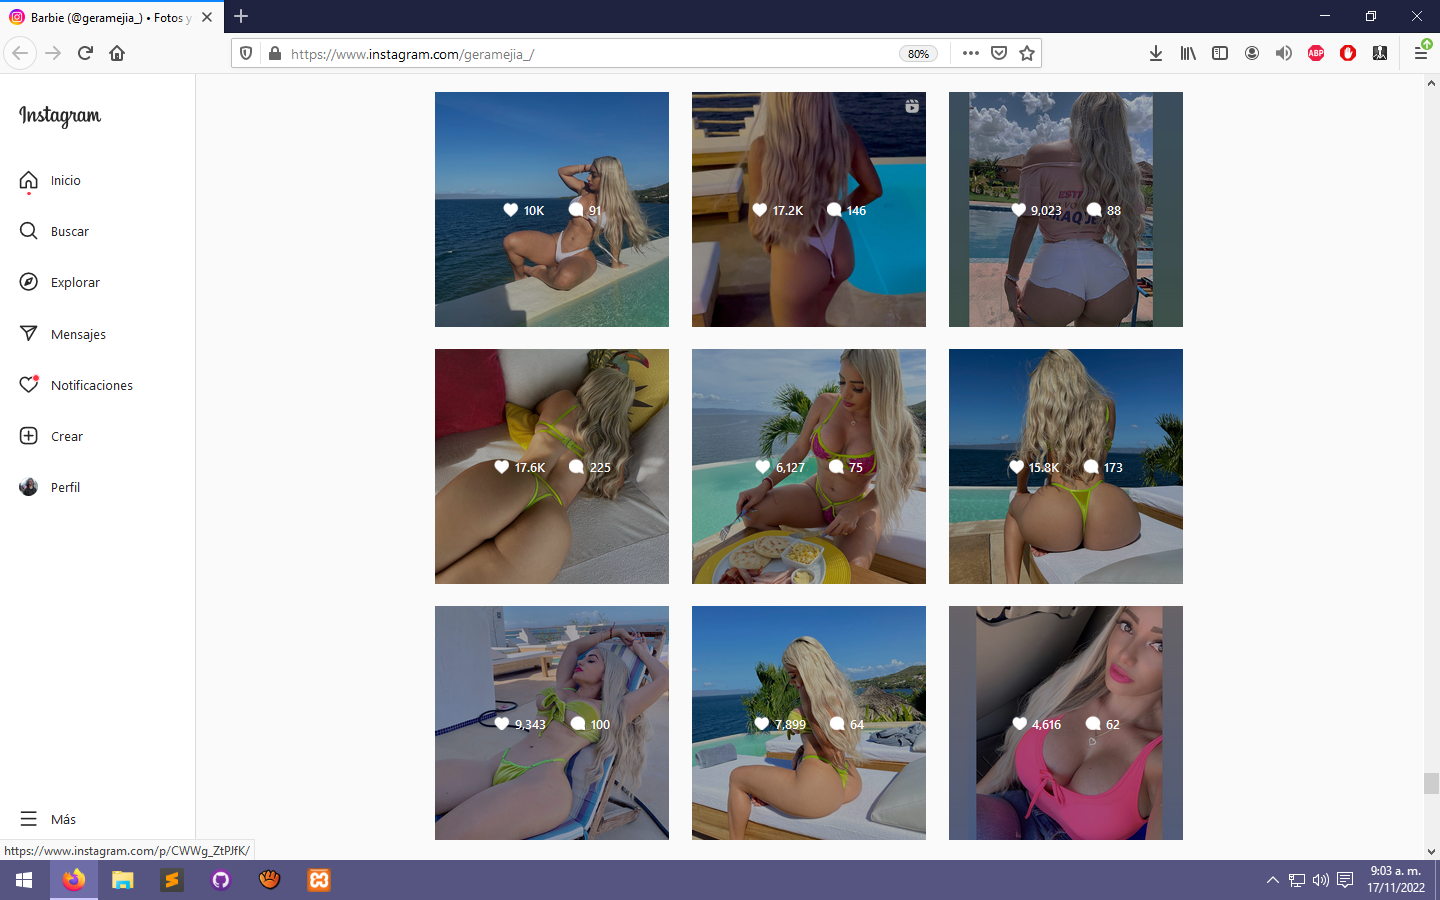 Barbie (@geramejia_) • Fotos y
https://www.instagram.com/geramejia_/
80%
ABP
Instagram
Inicio
Buscar
Explorar
Mensajes
Notificaciones
Crear
Perfil
Más
10K 91
17.2K 146
9,023 88
17.6K 225
6,127 75
15.8K 173
9,343 100
7,899 64
4,616 62
https://www.instagram.com/p/CWWg_ZtPJfK/
9:03 a. m.
17/11/2022